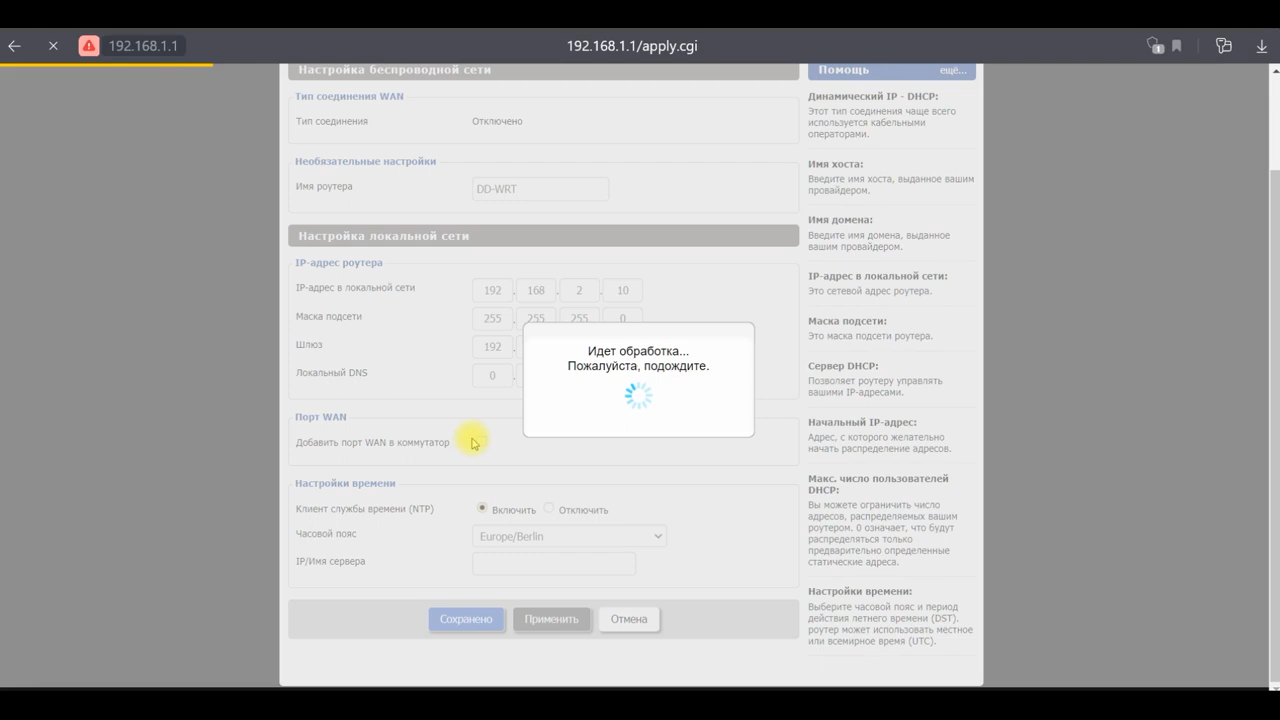 192.168.1.1
192.168.1.1/apply.cgi
1
Настройка беспроводной сети
Тип соединения WAN
Тип соединения
Отключено
Необязательные настройки
Имя роутера
DD-WRT
Настройка локальной сети
IP-адрес роутера
IP-адрес в локальной сети
192 . 168 . 2 . 10
Маска подсети
255 . 255 . 255 . 0
Шлюз
192 .
Локальный DNS
0 .
Порт WAN
Добавить порт WAN в коммутатор
Настройки времени
Клиент службы времени (NTP)
Включить
Отключить
Часовой пояс
Europe/Berlin
IP/Имя сервера
Сохранено
Применить
Отмена
Идет обработка...
Пожалуйста, подождите.
Помощь
ещё...
Динамический IP - DHCP:
Этот тип соединения чаще всего
используется кабельными
операторами.
Имя хоста:
Введите имя хоста, выданное вашим
провайдером.
Имя домена:
Введите имя домена, выданное
вашим провайдером.
IP-адрес в локальной сети:
Это сетевой адрес роутера.
Маска подсети:
Это маска подсети роутера.
Сервер DHCP:
Позволяет роутеру управлять
вашими IP-адресами.
Начальный IP-адрес:
Адрес, с которого желательно
начать распределение адресов.
Макс. число пользователей
DHCP:
Вы можете ограничить число
адресов, распределяемых вашим
роутером. 0 означает, что будут
распределяться только
предварительно определенные
статические адреса.
Настройки времени:
Выберите часовой пояс и период
действия летнего времени (DST).
роутер может использовать местное
или всемирное время (UTC).